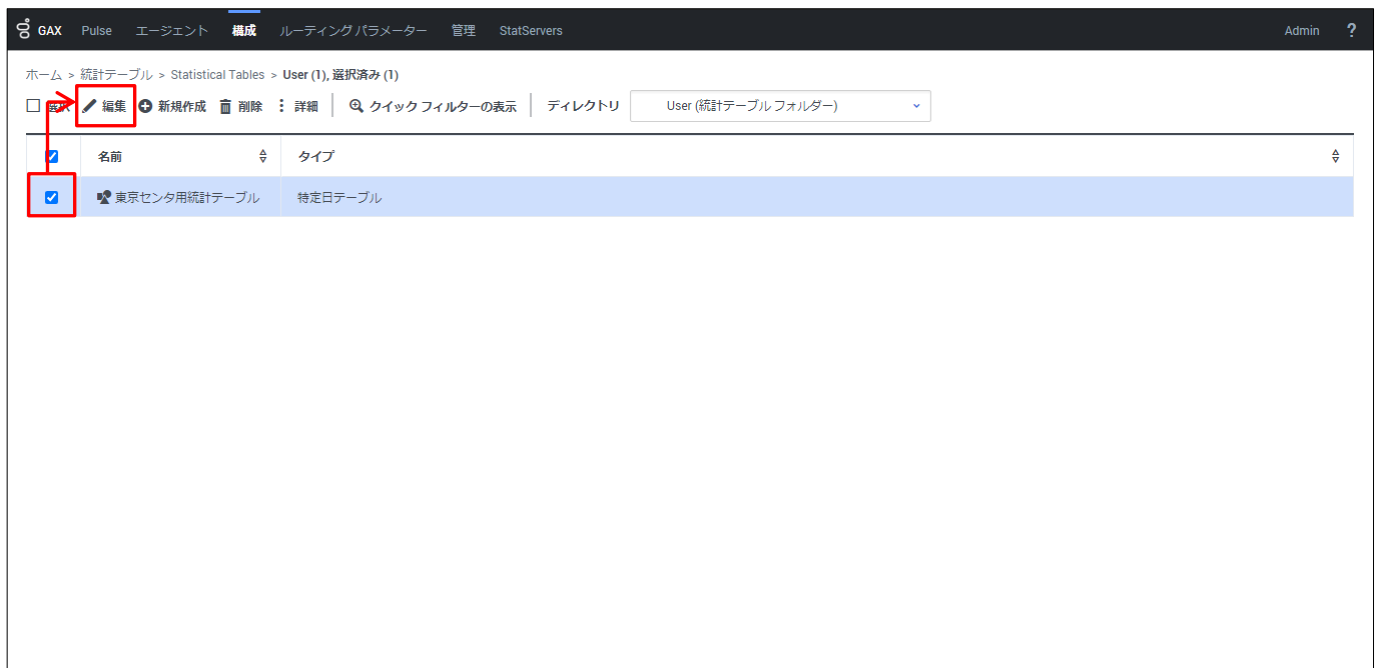 GAX Pulse エージェント 構成 ルーティング パラメーター 管理 StatServers Admin ?
ホーム > 統計テーブル > Statistical Tables > User (1), 選択済み (1)
選択 編集 新規作成 削除 詳細 クイック フィルターの表示 ディレクトリ User (統計テーブル フォルダー)
名前 タイプ
東京センタ用統計テーブル 特定日テーブル